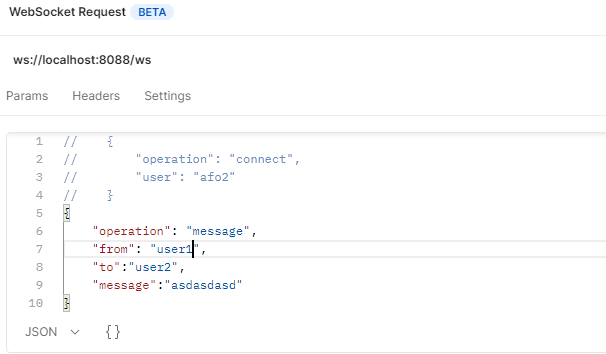 WebSocket Request BETA
ws://localhost:8088/ws
Params Headers Settings
1 // {
2 // "operation": "connect",
3 // "user": "afo2"
4 // }
5 {
6 "operation": "message",
7 "from": "user1",
8 "to":"user2",
9 "message":"asdasdasd"
10 }
JSON {}